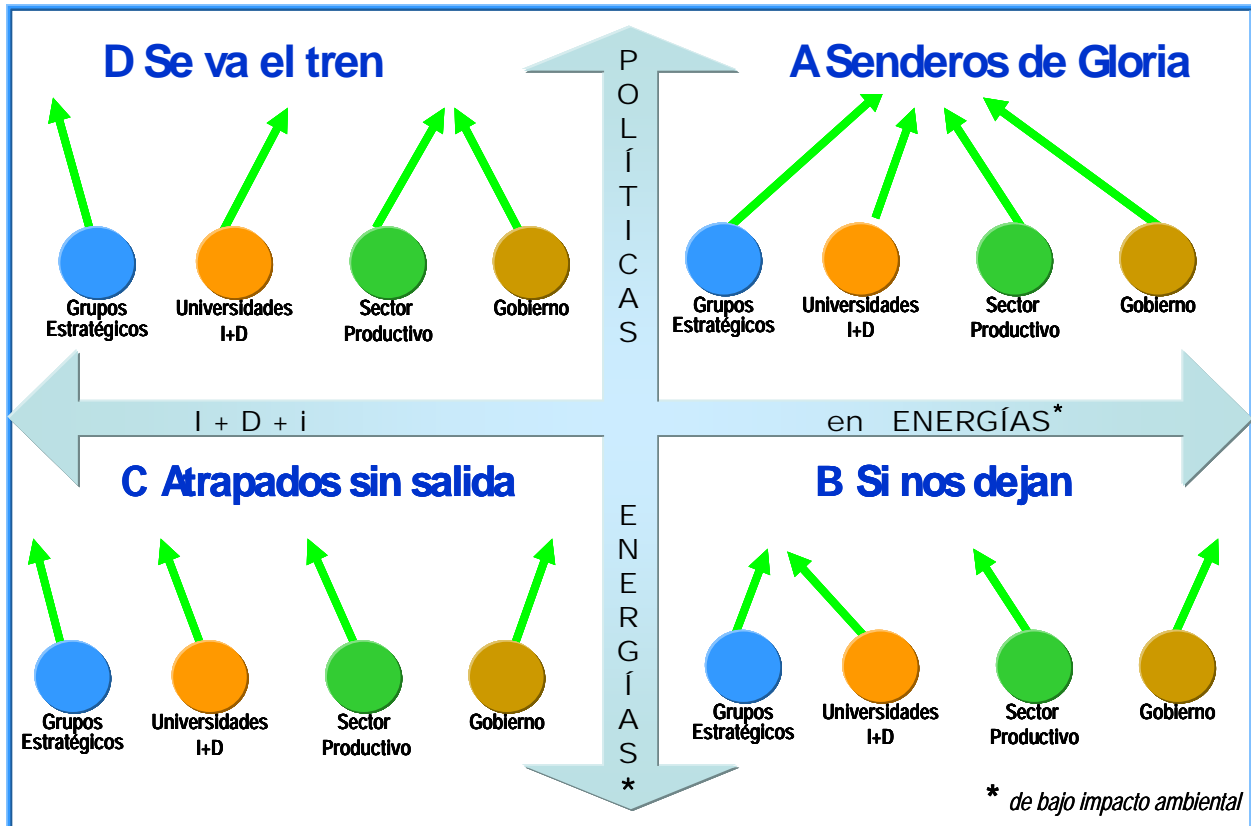 D Se va el tren
Grupos
Estratégicos
Universidades
I+D
Sector
Productivo
Gobierno
POLÍTICAS
A Senderos de Gloria
Grupos
Estratégicos
Universidades
I+D
Sector
Productivo
Gobierno
I + D + i
en ENERGÍAS*
C Atrapados sin salida
Grupos
Estratégicos
Universidades
I+D
Sector
Productivo
Gobierno
ENERGÍAS*
B Si nos dejan
Grupos
Estratégicos
Universidades
I+D
Sector
Productivo
Gobierno
* de bajo impacto ambiental